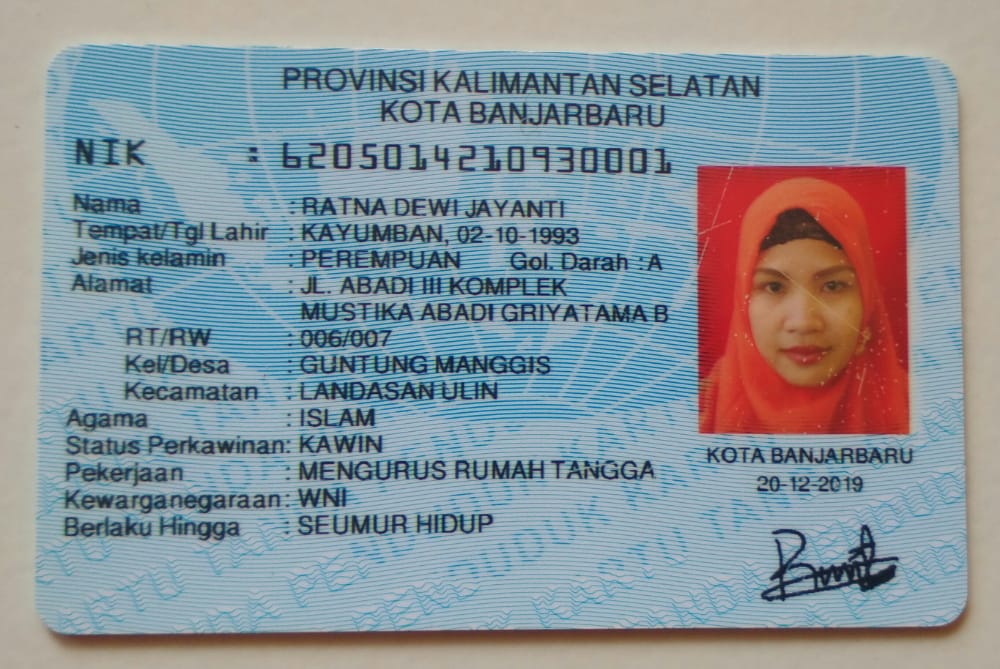 PROVINSI KALIMANTAN SELATAN
KOTA BANJARBARU
NIK : 6205014210930001
Nama : RATNA DEWI JAYANTI
Tempat/Tgl Lahir : KAYUMBAN, 02-10-1993
Jenis kelamin : PEREMPUAN Gol. Darah : A
Alamat : JL. ABADI III KOMPLEK
MUSTIKA ABADI GRIYATAMA B
RT/RW : 006/007
Kel/Desa : GUNTUNG MANGGIS
Kecamatan : LANDASAN ULIN
Agama : ISLAM
Status Perkawinan: KAWIN
Pekerjaan : MENGURUS RUMAH TANGGA
Kewarganegaraan: WNI
Berlaku Hingga : SEUMUR HIDUP
KOTA BANJARBARU
20-12-2019